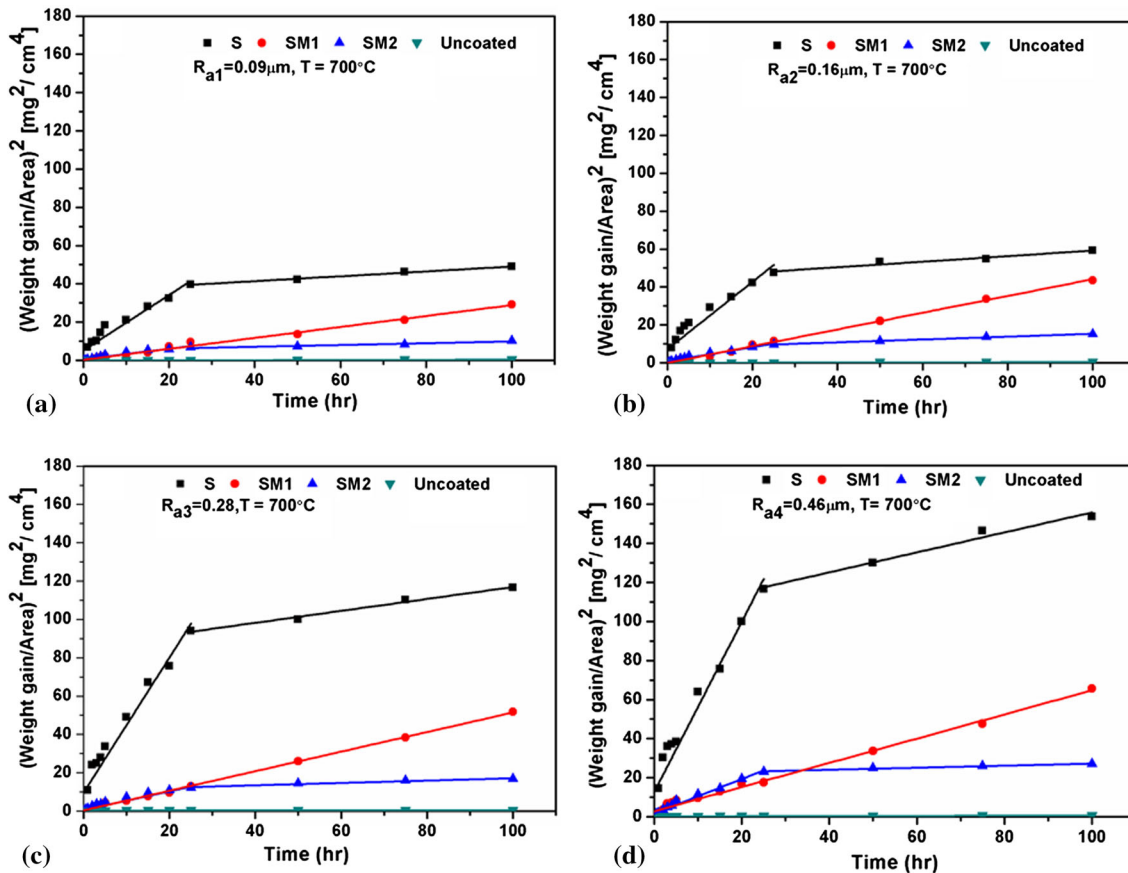 180
160
140
120
100
80
60
40
20
0
(Weight gain/Area)² [mg²/ cm⁴]
S SM1 SM2 Uncoated
Ra1=0.09μm, T = 700°C
0 20 40 60 80 100
Time (hr)
(a)
180
160
140
120
100
80
60
40
20
0
(Weight gain/Area)² [mg²/ cm⁴]
S SM1 SM2 Uncoated
Ra2=0.16μm, T = 700°C
0 20 40 60 80 100
Time (hr)
(b)
180
160
140
120
100
80
60
40
20
0
(Weight gain/Area)² [mg²/ cm⁴]
S SM1 SM2 Uncoated
Ra3=0.28,T = 700°C
0 20 40 60 80 100
Time (hr)
(c)
180
160
140
120
100
80
60
40
20
0
(Weight gain/Area)² [mg²/ cm⁴]
S SM1 SM2 Uncoated
Ra4=0.46μm, T= 700°C
0 20 40 60 80 100
Time (hr)
(d)